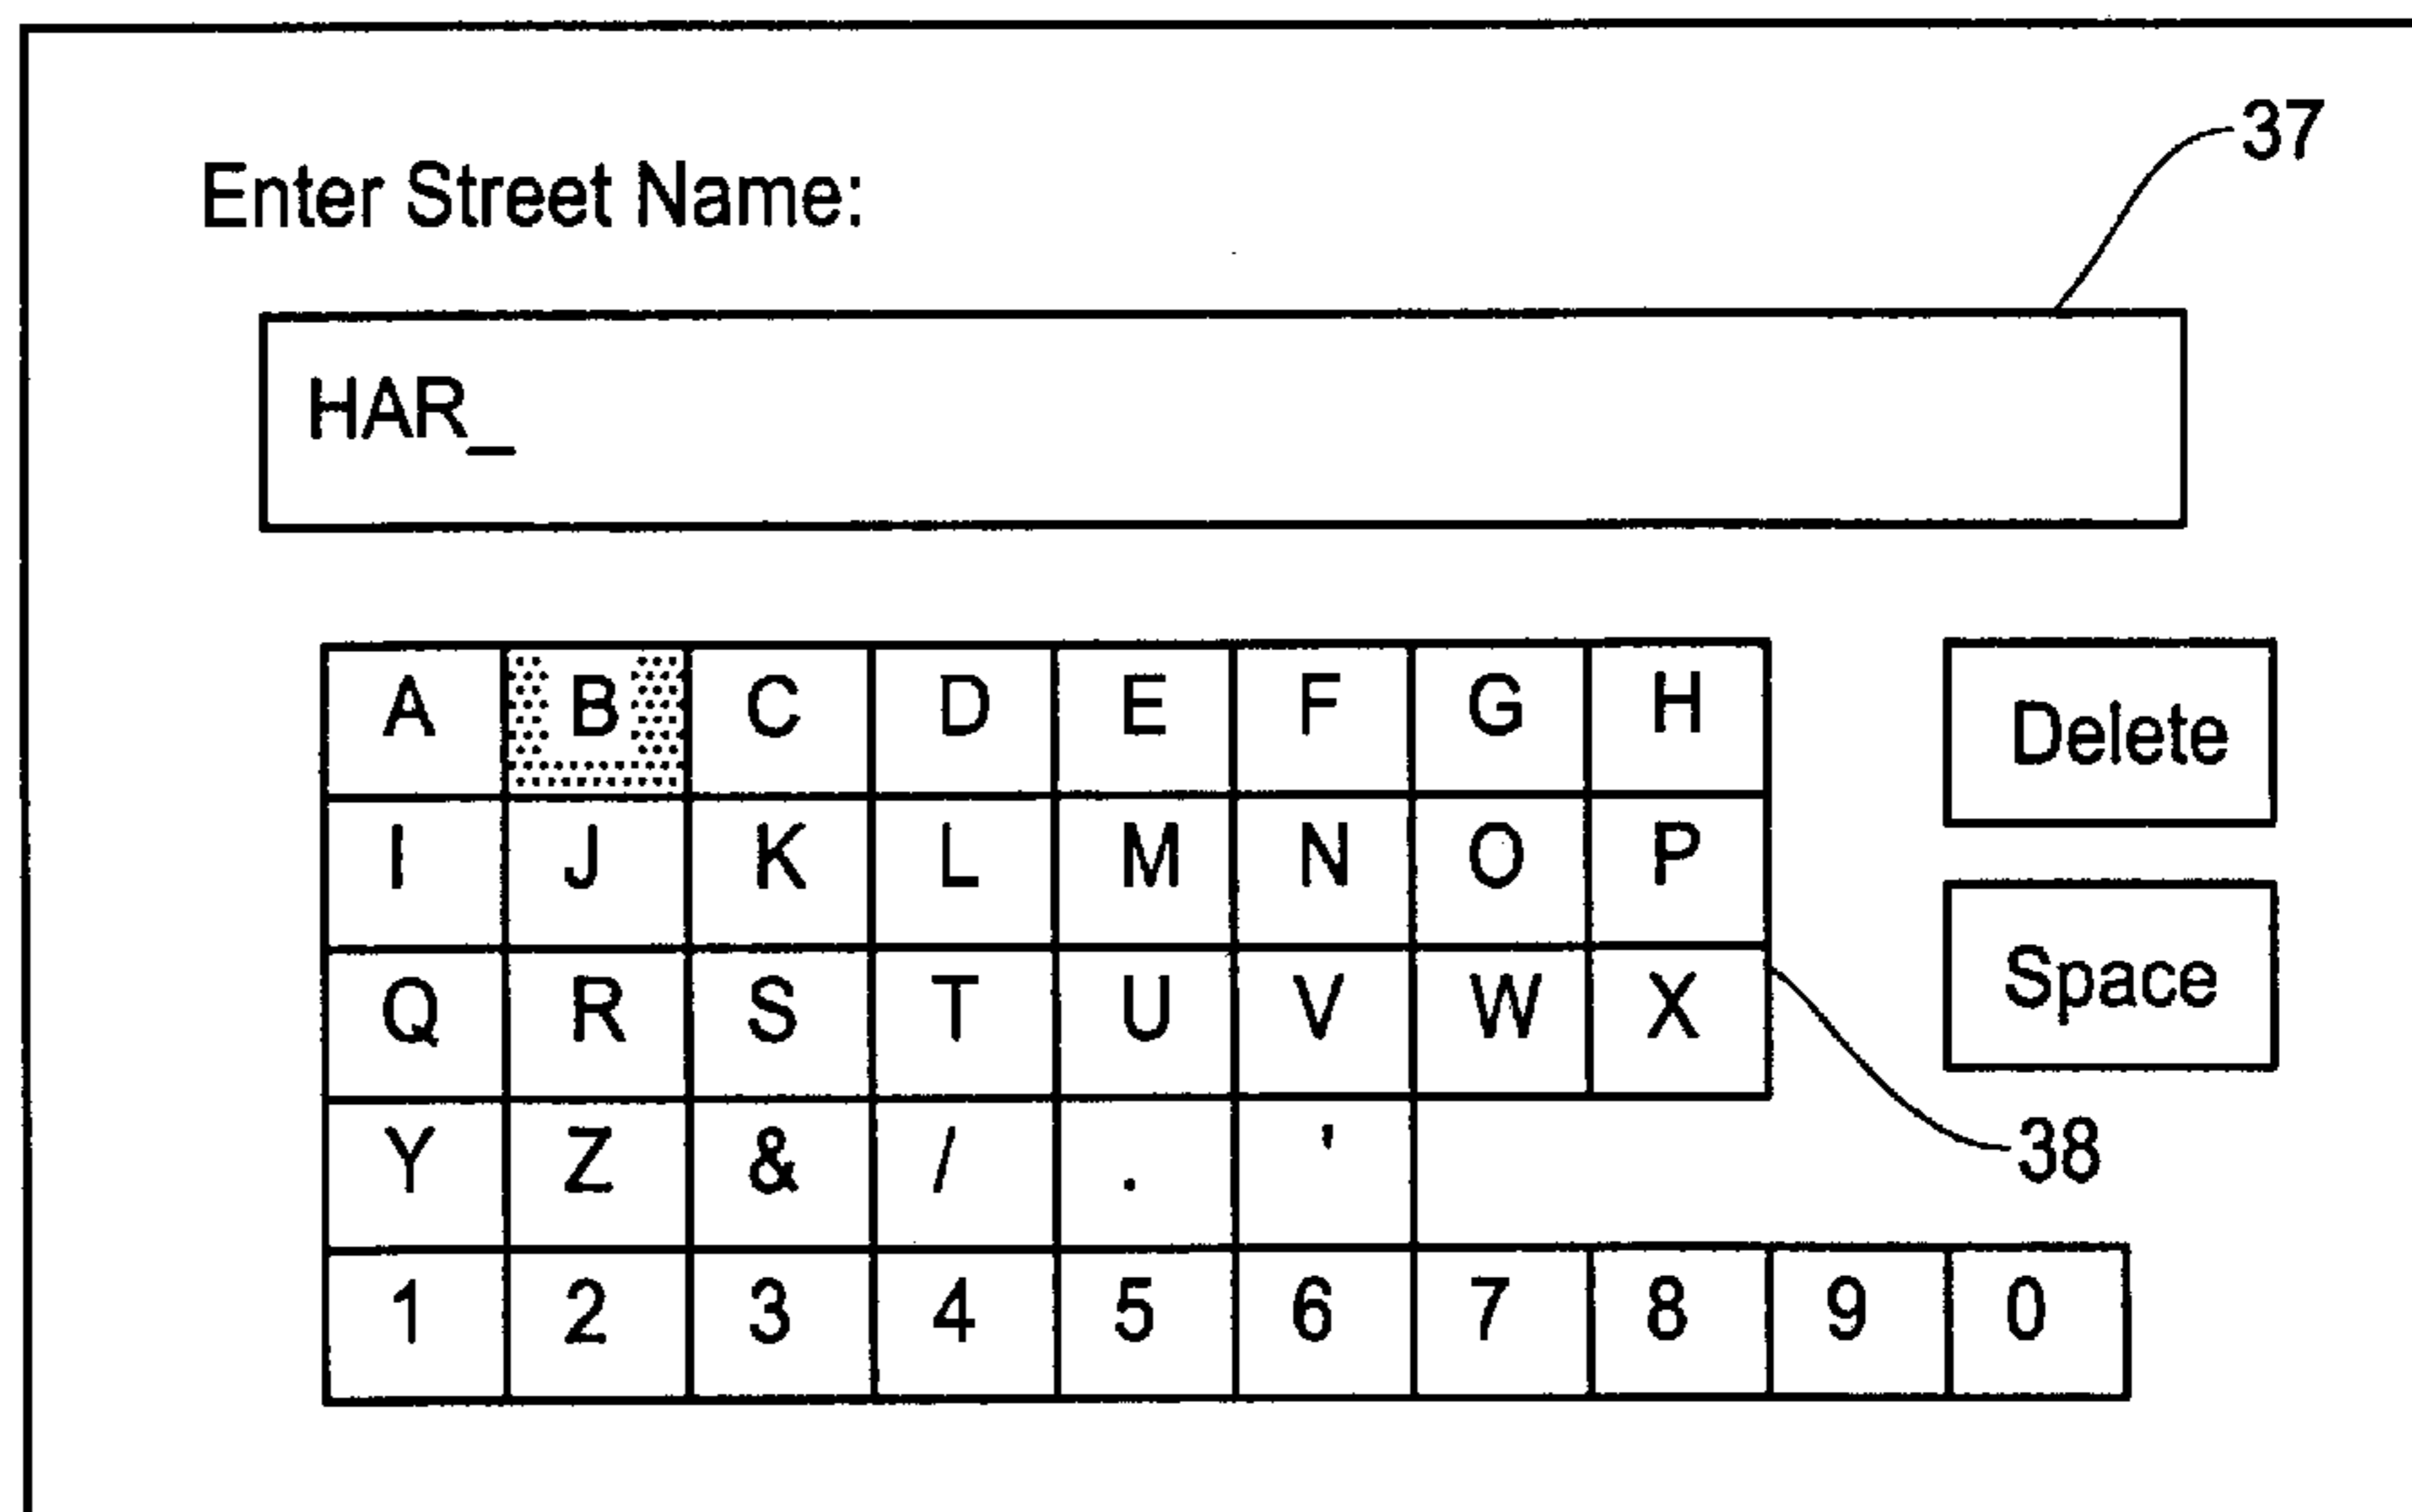 37
Enter Street Name:
HAR_
A B C D E F G H
Delete
I J K L M N O P
Q R S T U V W X
Space
Y Z & / . '
38
1 2 3 4 5 6 7 8 9 0